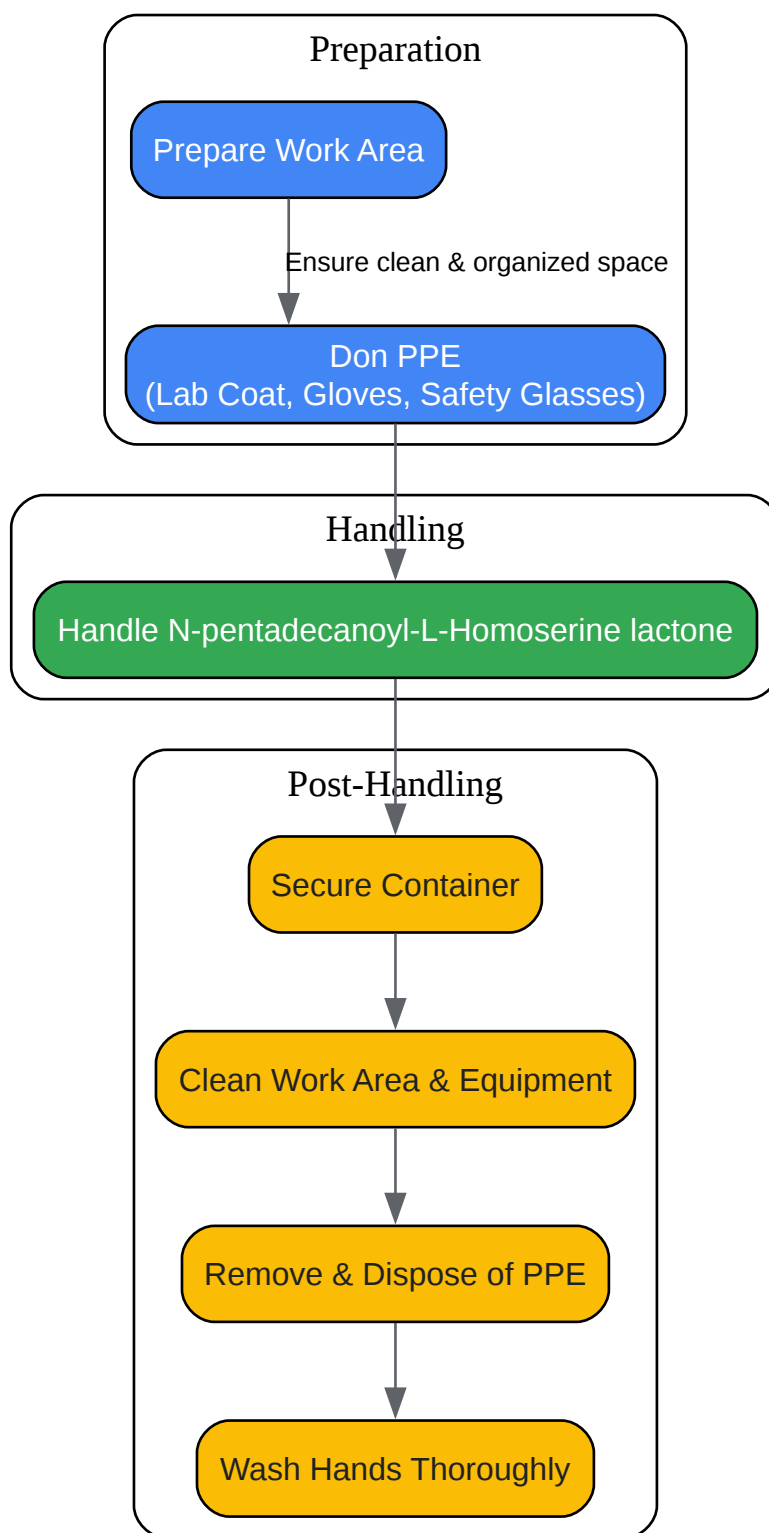 Preparation
Prepare Work Area
Ensure clean & organized space
Don PPE
(Lab Coat, Gloves, Safety Glasses)
Handling
Handle N-pentadecanoyl-L-Homoserine lactone
Post-Handling
Secure Container
Clean Work Area & Equipment
Remove & Dispose of PPE
Wash Hands Thoroughly